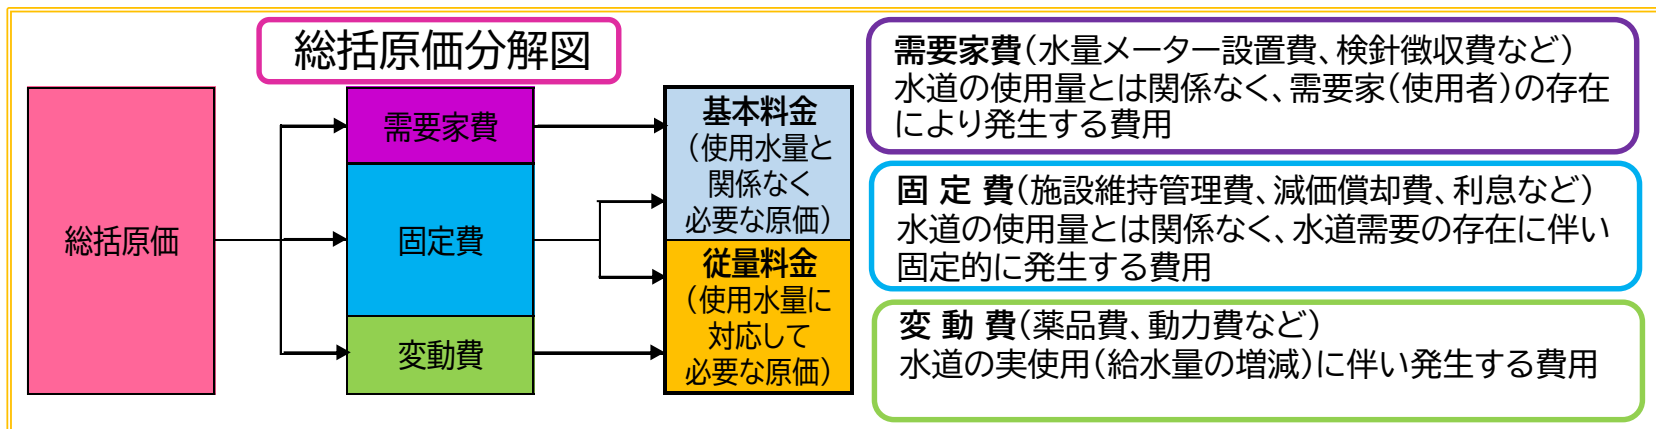 総括原価分解図
総括原価
需要家費
固定費
変動費
基本料金
（使用水量と
関係なく
必要な原価）
従量料金
（使用水量に
対応して
必要な原価）
需要家費（水量メーター設置費、検針徴収費など）
水道の使用量とは関係なく、需要家（使用者）の存在
により発生する費用
固 定 費（施設維持管理費、減価償却費、利息など）
水道の使用量とは関係なく、水道需要の存在に伴い
固定的に発生する費用
変 動 費（薬品費、動力費など）
水道の実使用（給水量の増減）に伴い発生する費用